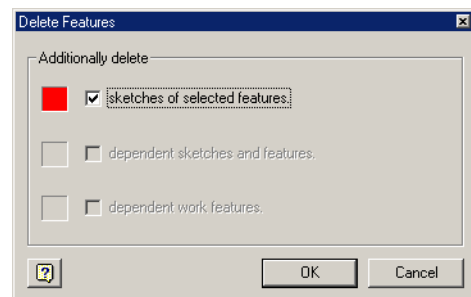 Delete Features
Additionally delete
sketches of selected features.
dependent sketches and features.
dependent work features.
?
OK
Cancel